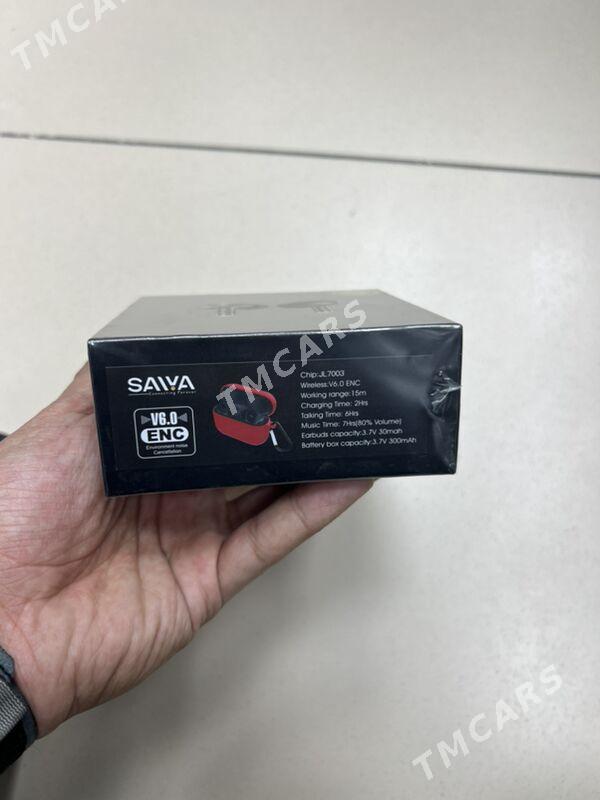 TMCARS
TMCARS
SAIVA
Connecting Forever
V6.0
ENC
Environment noise
Cancellation
Chip:JL7003
Wireless:V6.0 ENC
Working range:15m
Charging Time: 2Hrs
Talking Time: 6Hrs
Music Time: 7Hrs(80% Volume)
Earbuds capacity:3.7V 30mah
Battery box capacity:3.7V 300mAh
TMCARS